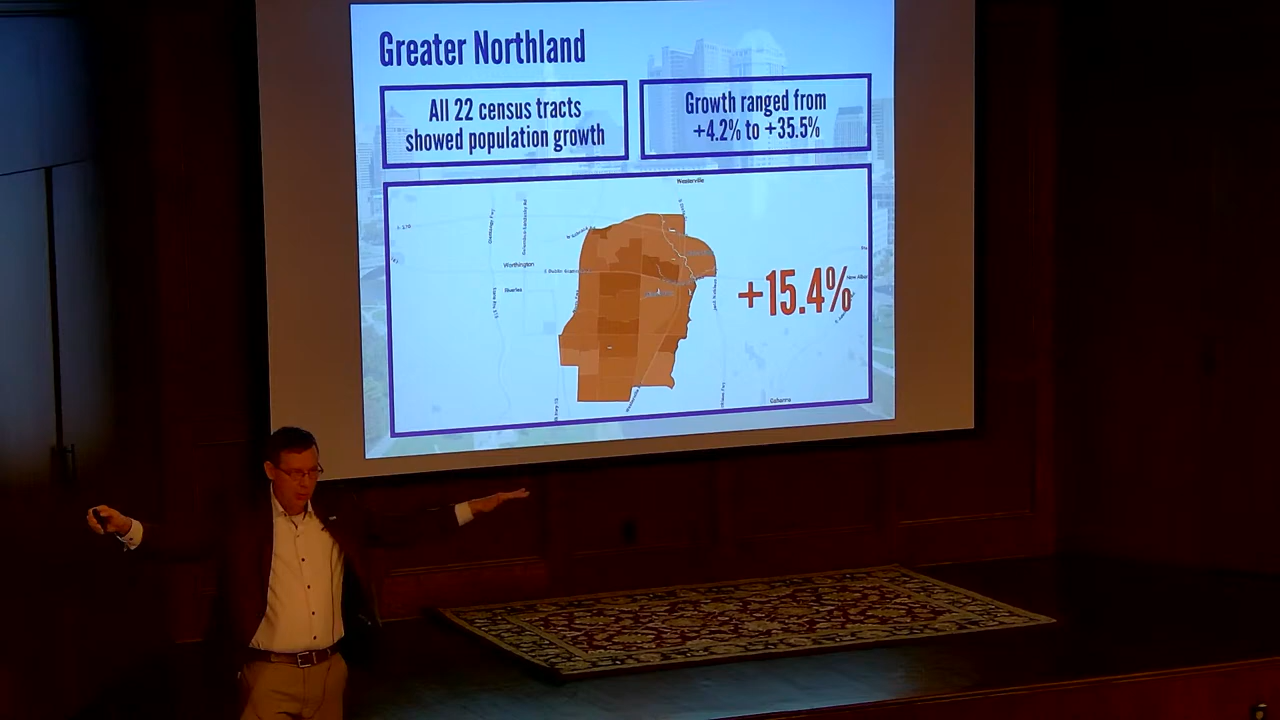 Greater Northland
All 22 census tracts
showed population growth
Growth ranged from
+4.2% to +35.5%
Westerville
Worthington
Riverlea
+15.4%
Gahanna